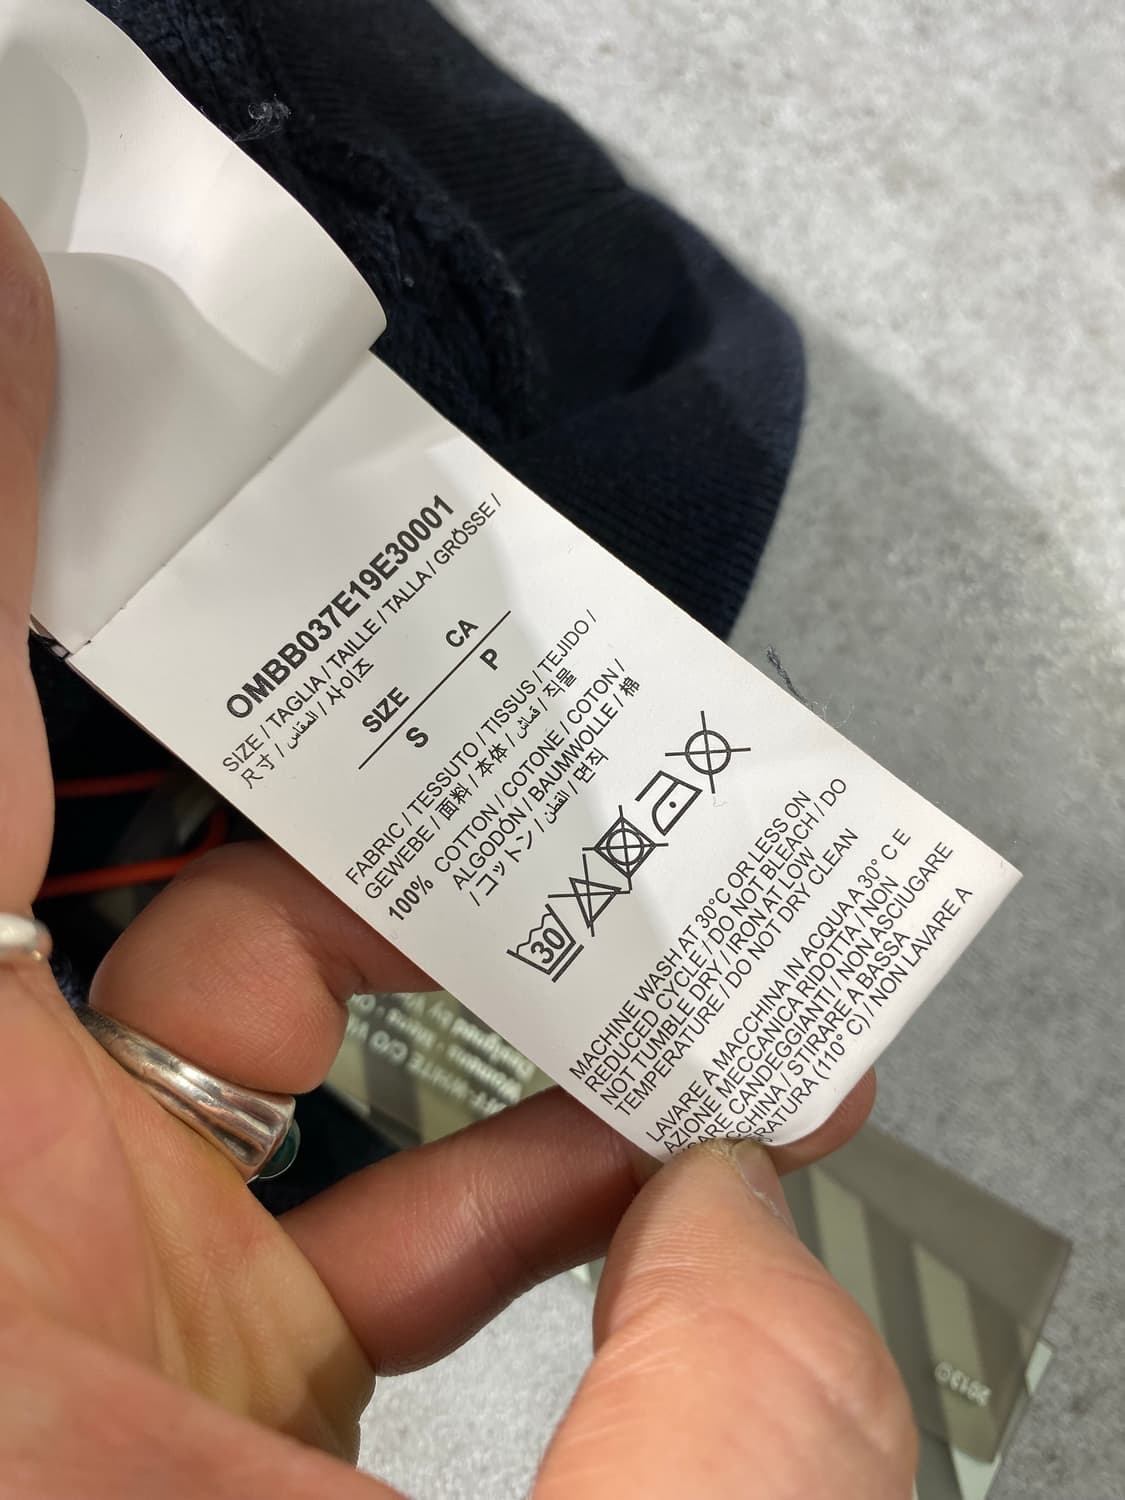 OMBB037E19E30001
SIZE / TAGLIA / TAILLE / TALLA / GRÖSSE /
尺寸 / المقاس / 사이즈
SIZE CA
S P
FABRIC / TESSUTO / TISSUS / TEJIDO /
GEWEBE / 面料 / 本体 / قماش / 직물
100% COTTON / COTONE / COTON /
ALGODÓN / BAUMWOLLE / 棉
/ コットン / القطن / 면직
30
MACHINE WASH AT 30°C OR LESS ON
REDUCED CYCLE / DO NOT BLEACH / DO
NOT TUMBLE DRY / IRON AT LOW
TEMPERATURE / DO NOT DRY CLEAN
LAVARE A MACCHINA IN ACQUA A 30° C E
AZIONE MECCANICA RIDOTTA / NON
CANDEGGIANTI / NON ASCIUGARE
STIRARE A BASSA
(110° C) / NON LAVARE A
2013